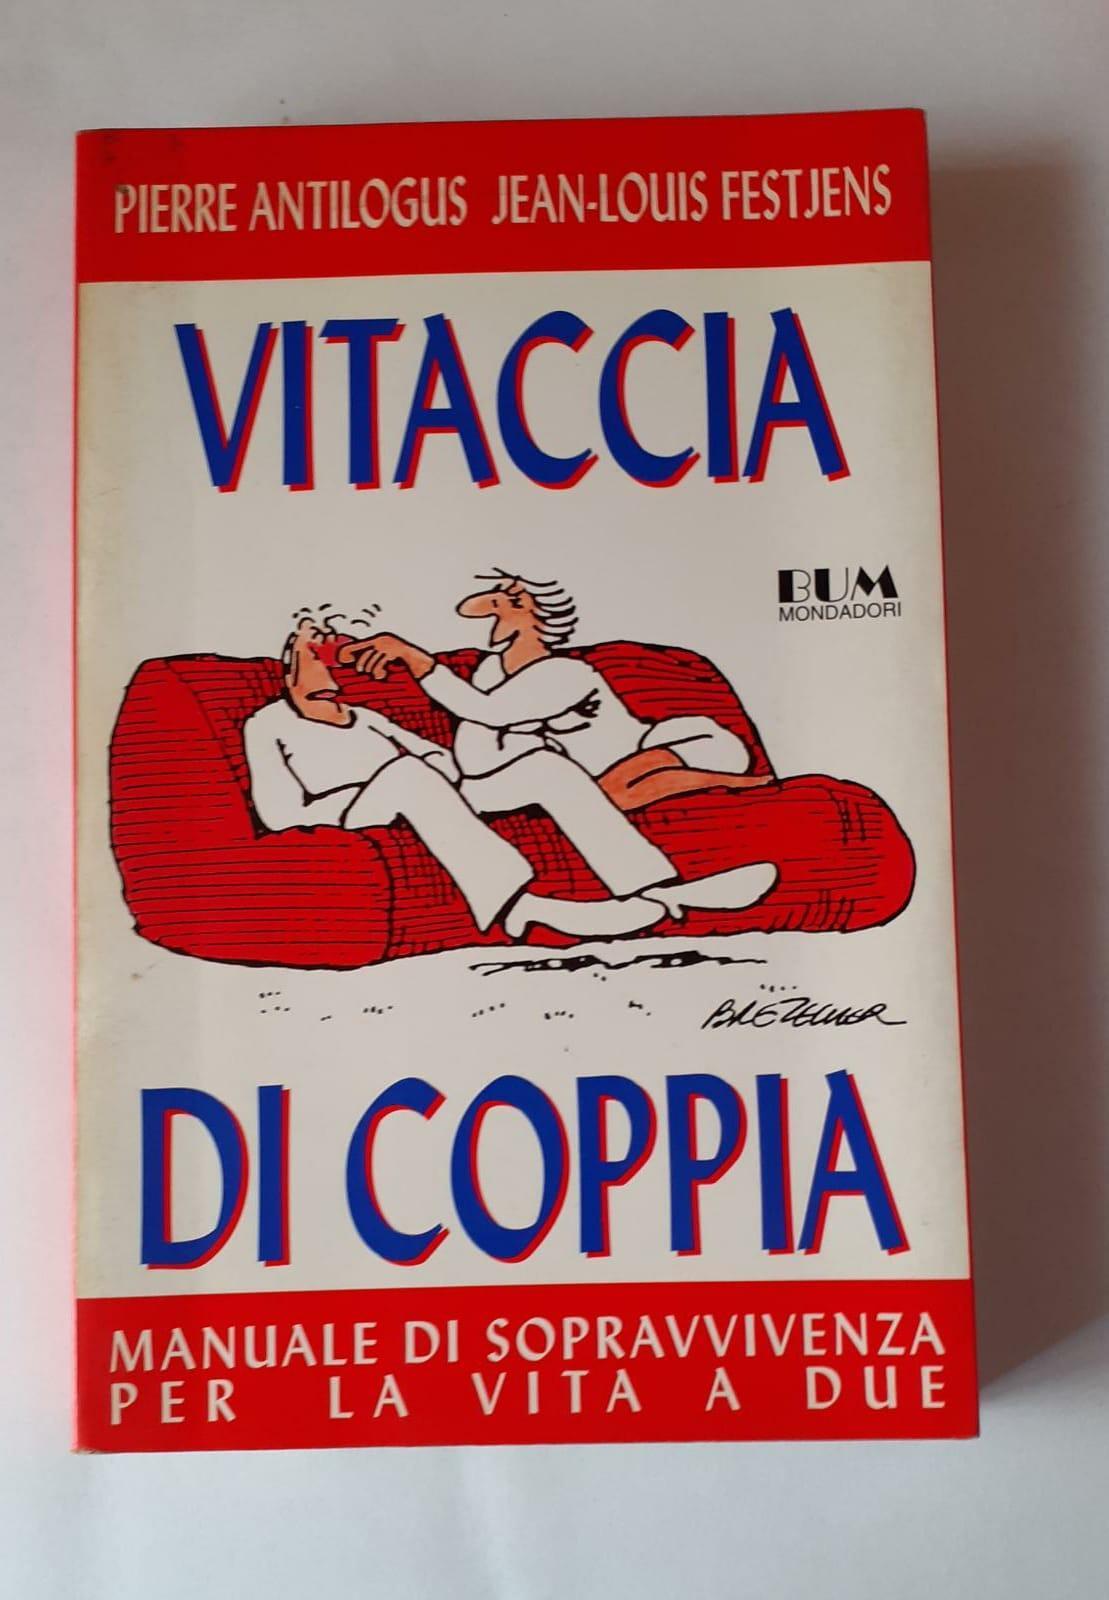 PIERRE ANTILOGUS JEAN-LOUIS FESTJENS
VITACCIA
BUM
MONDADORI
DI COPPIA
MANUALE DI SOPRAVVIVENZA
PER LA VITA A DUE